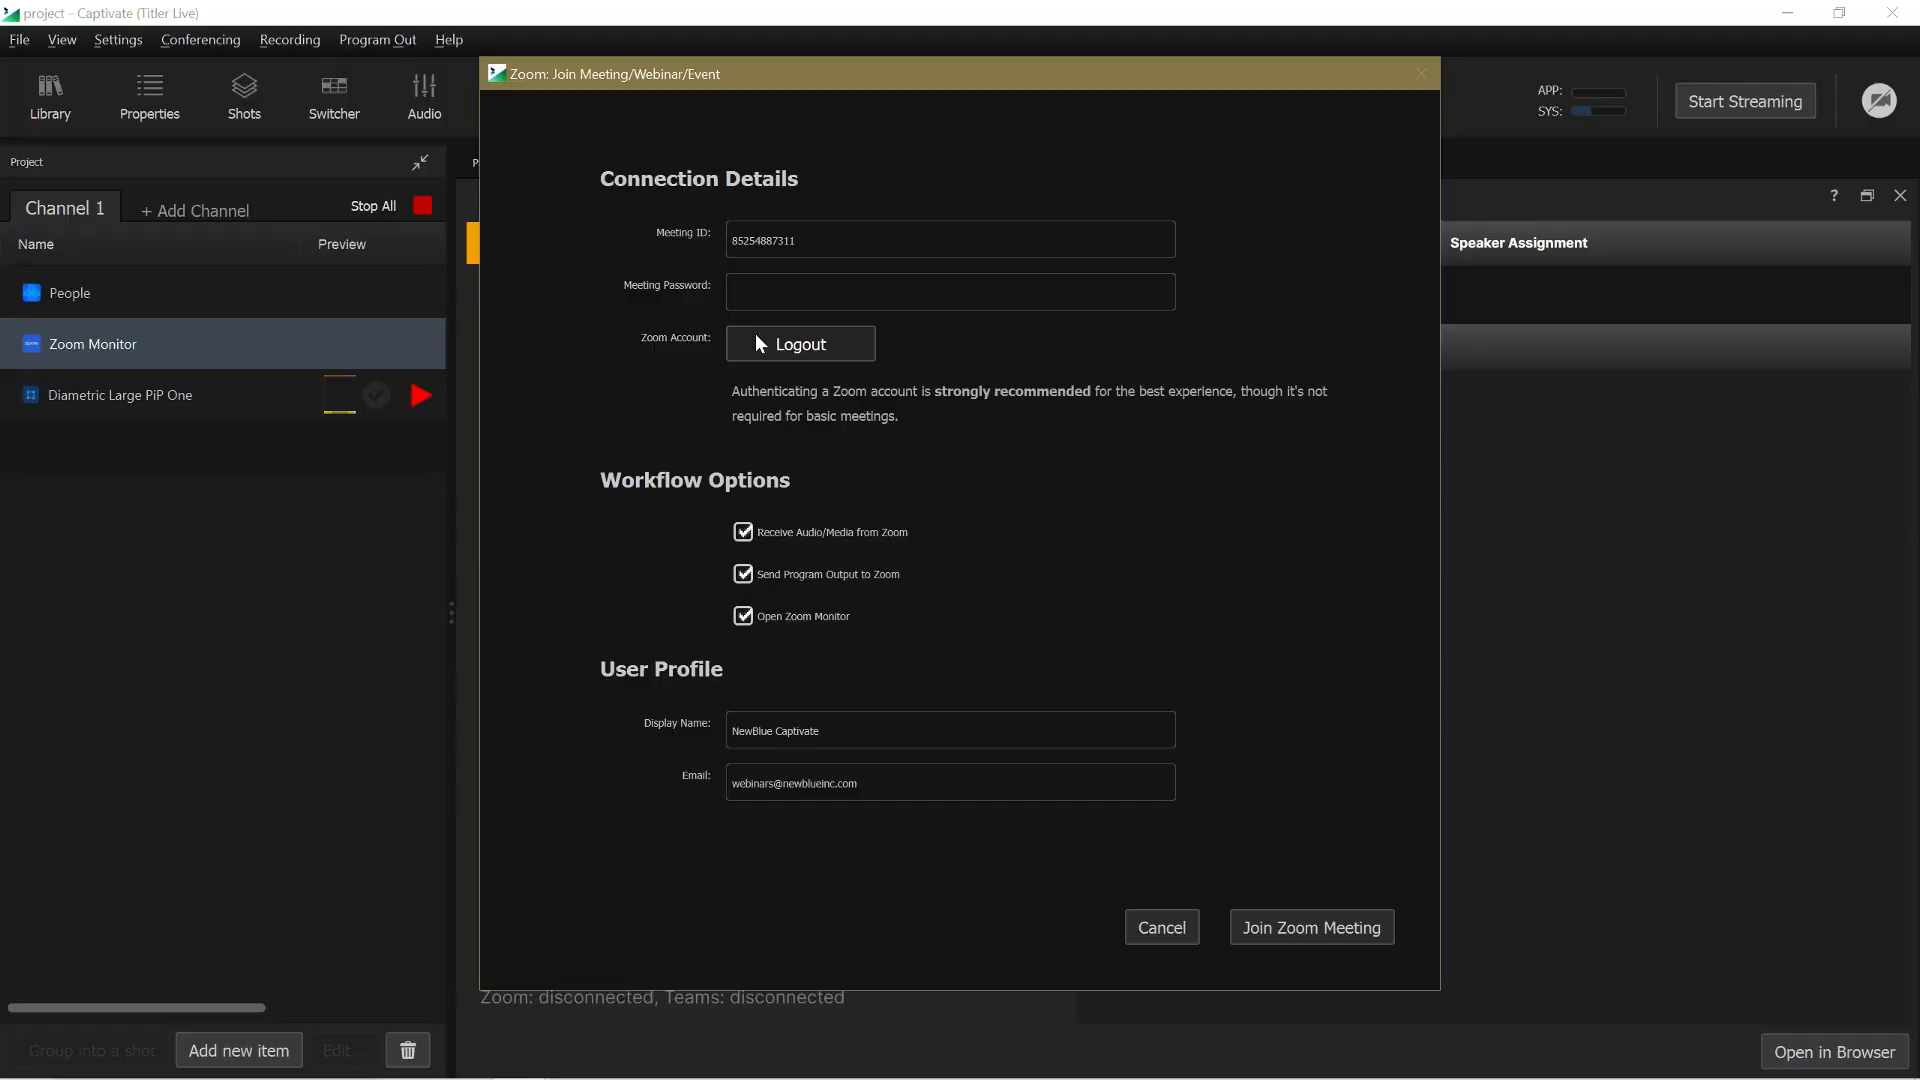 project - Captivate (Titler Live)
File View Settings Conferencing Recording Program Out Help
Library Properties Shots Switcher Audio
APP:
SYS:
Start Streaming
Project
Channel 1 + Add Channel Stop All
Name Preview
People
Zoom Monitor
Diametric Large PiP One
Group into a shot Add new item Edit...
Zoom: Join Meeting/Webinar/Event
Connection Details
Meeting ID: 85254887311
Meeting Password:
Zoom Account: Logout
Authenticating a Zoom account is strongly recommended for the best experience, though it's not
required for basic meetings.
Workflow Options
Receive Audio/Media from Zoom
Send Program Output to Zoom
Open Zoom Monitor
User Profile
Display Name: NewBlue Captivate
Email: webinars@newblueinc.com
Cancel Join Zoom Meeting
Zoom: disconnected, Teams: disconnected
?
Speaker Assignment
Open in Browser